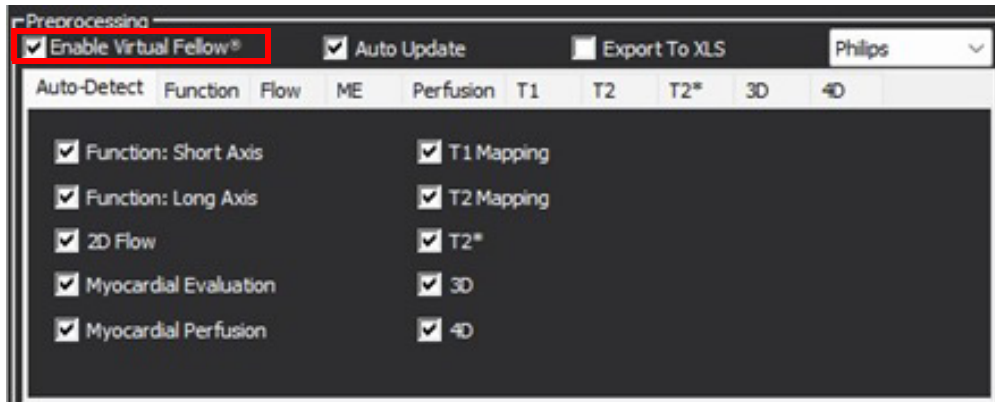 Preprocessing
Enable Virtual Fellow® Auto Update Export To XLS Philips
Auto-Detect Function Flow ME Perfusion T1 T2 T2* 3D 4D
Function: Short Axis T1 Mapping
Function: Long Axis T2 Mapping
2D Flow T2*
Myocardial Evaluation 3D
Myocardial Perfusion 4D